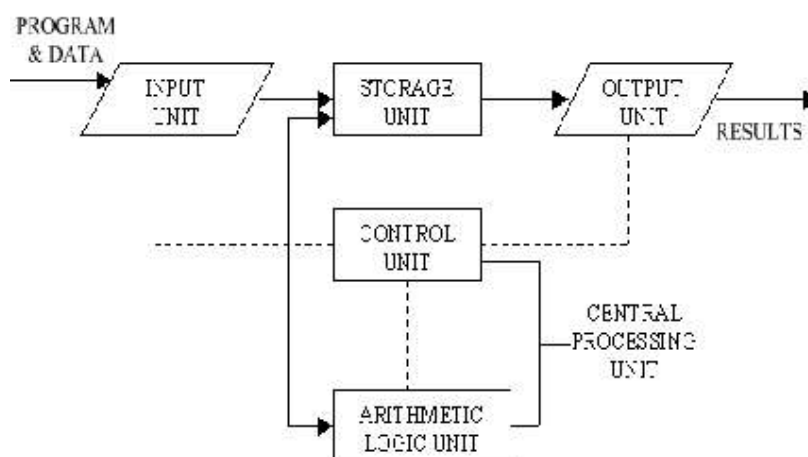 PROGRAM
& DATA
INPUT
UNIT
STORAGE
UNIT
OUTPUT
UNIT
RESULTS
CONTROL
UNIT
CENTRAL
PROCESSING
UNIT
ARITHMETIC
LOGIC UNIT